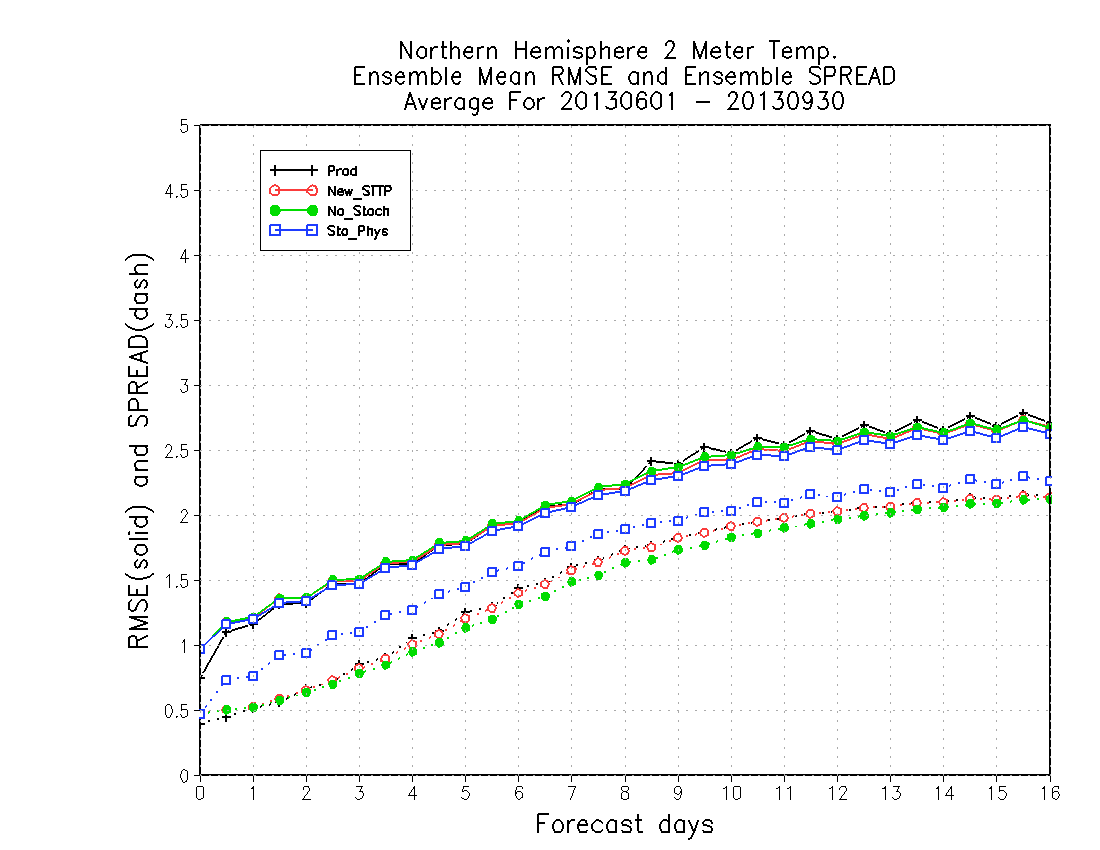 Northern Hemisphere 2 Meter Temp.
Ensemble Mean RMSE and Ensemble SPREAD
Average For 20130601 - 20130930
Prod
New_STTP
No_Stoch
Sto_Phys
RMSE(solid) and SPREAD(dash)
5
4.5
4
3.5
3
2.5
2
1.5
1
0.5
0
0 1 2 3 4 5 6 7 8 9 10 11 12 13 14 15 16
Forecast days